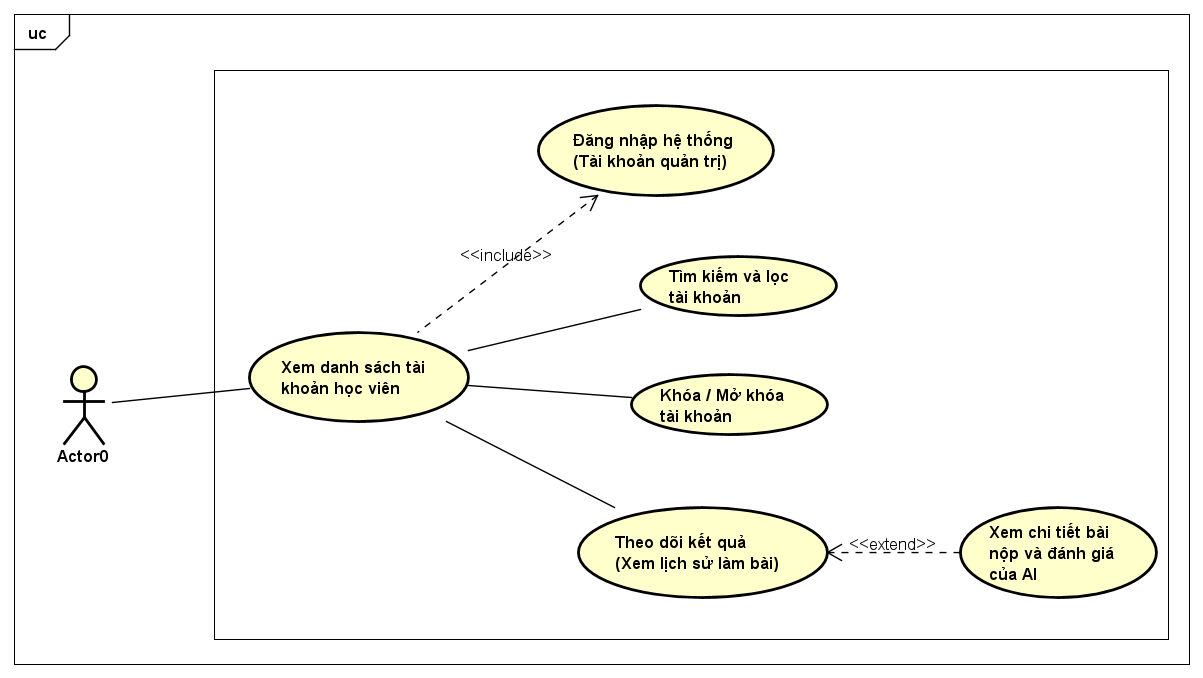 uc
Đăng nhập hệ thống
(Tài khoản quản trị)
<<include>>
Tìm kiếm và lọc
tài khoản
Xem danh sách tài
khoản học viên
Khóa / Mở khóa
tài khoản
Actor0
Theo dõi kết quả
(Xem lịch sử làm bài)
<<extend>>
Xem chi tiết bài
nộp và đánh giá
của AI